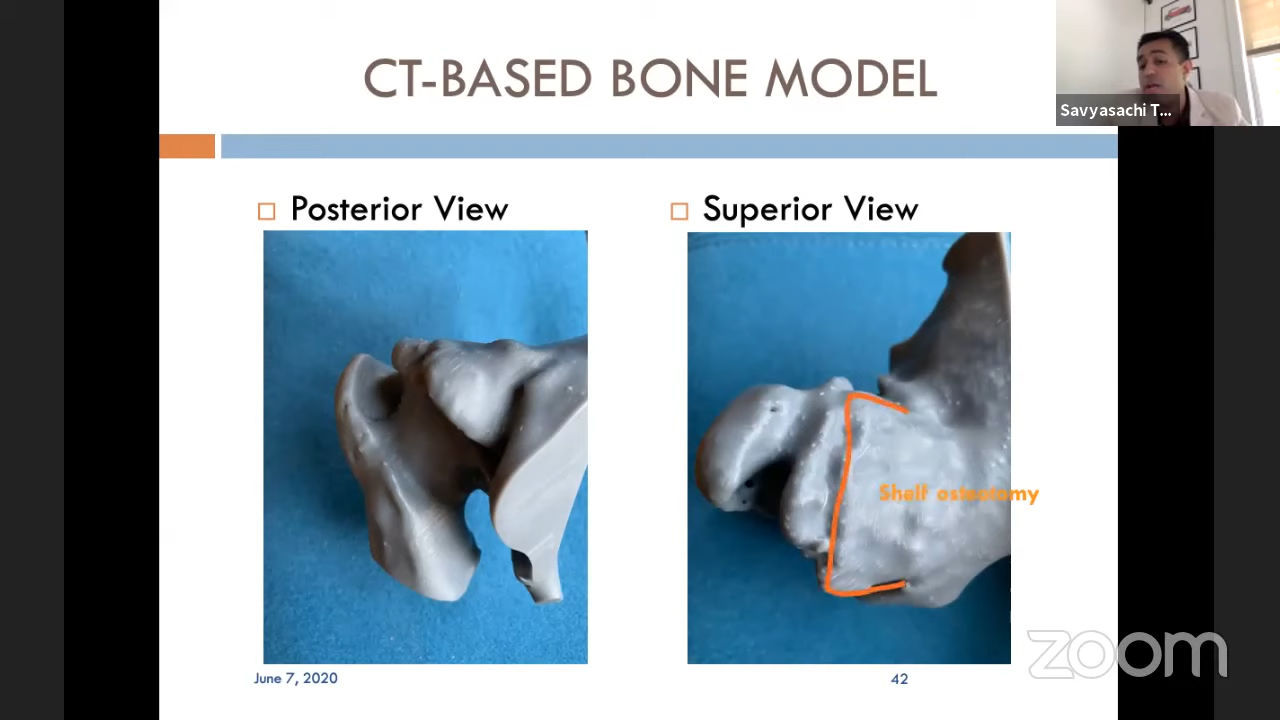 CT-BASED BONE MODEL
Savyasachi T...
Posterior View
Superior View
Shelf osteotomy
June 7, 2020
42
zoom